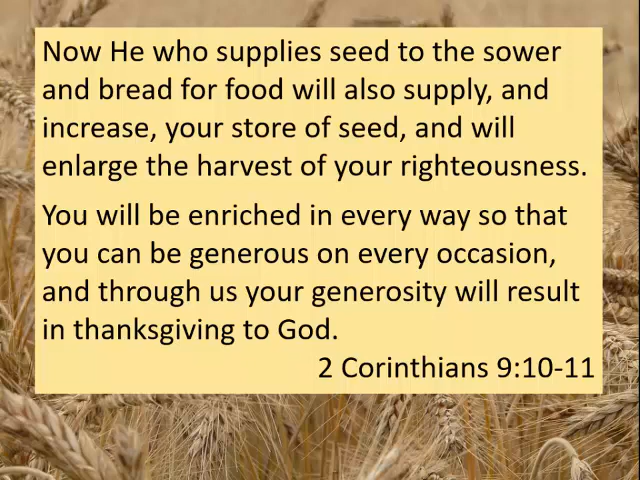 Now He who supplies seed to the sower
and bread for food will also supply, and
increase, your store of seed, and will
enlarge the harvest of your righteousness.
You will be enriched in every way so that
you can be generous on every occasion,
and through us your generosity will result
in thanksgiving to God.
2 Corinthians 9:10-11